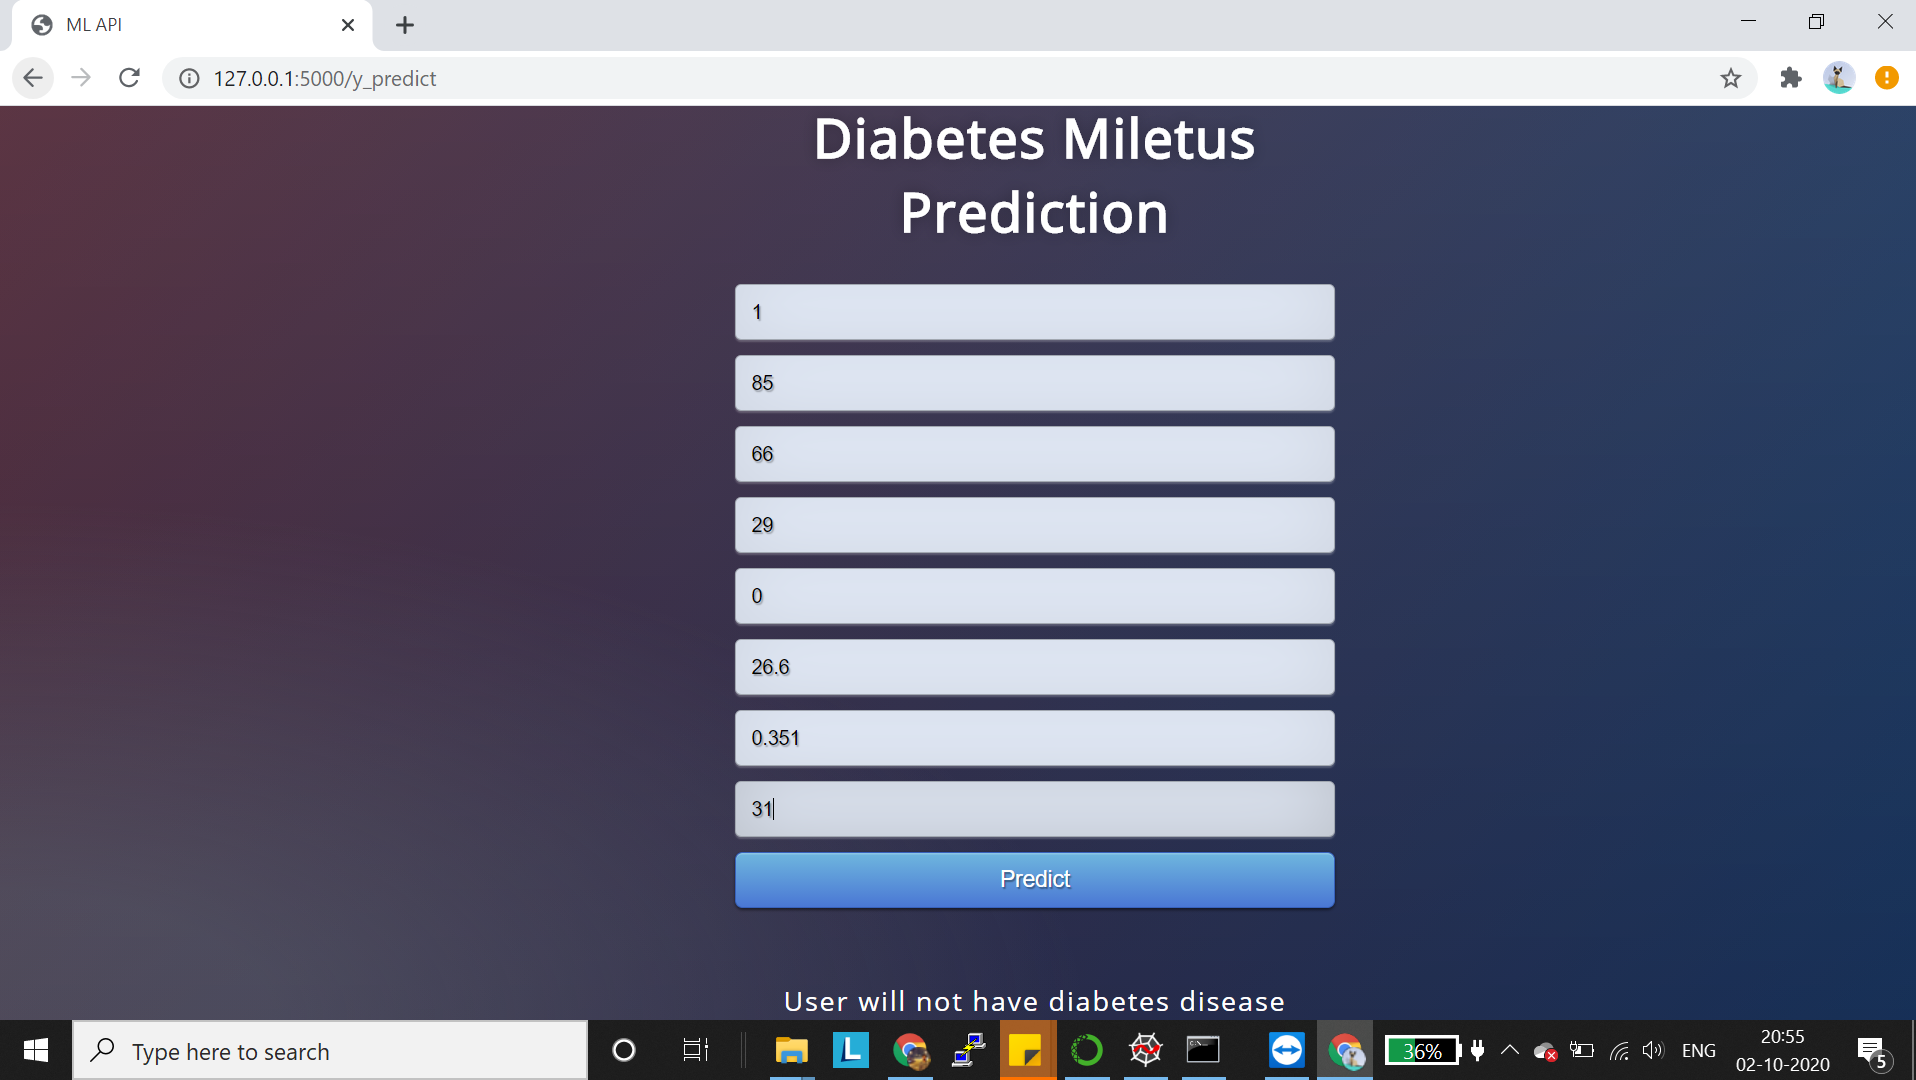 ML API
127.0.0.1:5000/y_predict
Diabetes Miletus
Prediction
1
85
66
29
0
26.6
0.351
31
Predict
User will not have diabetes disease
Type here to search
L
36%
ENG
20:55
02-10-2020
5